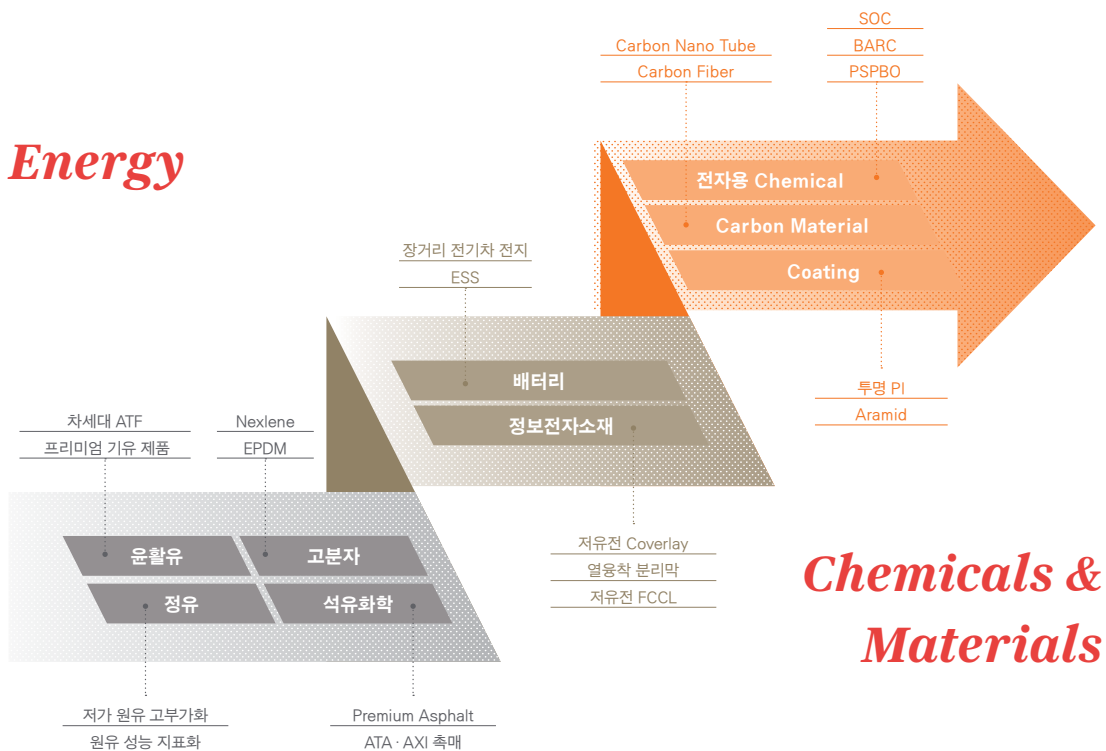 Energy
SOC
BARC
PSPBO
Carbon Nano Tube
Carbon Fiber
전자용 Chemical
Carbon Material
Coating
투명 PI
Aramid
장거리 전기차 전지
ESS
배터리
정보전자소재
저유전 Coverlay
열융착 분리막
저유전 FCCL
차세대 ATF
프리미엄 기유 제품
Nexlene
EPDM
윤활유
고분자
정유
석유화학
저가 원유 고부가화
원유 성능 지표화
Premium Asphalt
ATA · AXI 촉매
Chemicals &
Materials